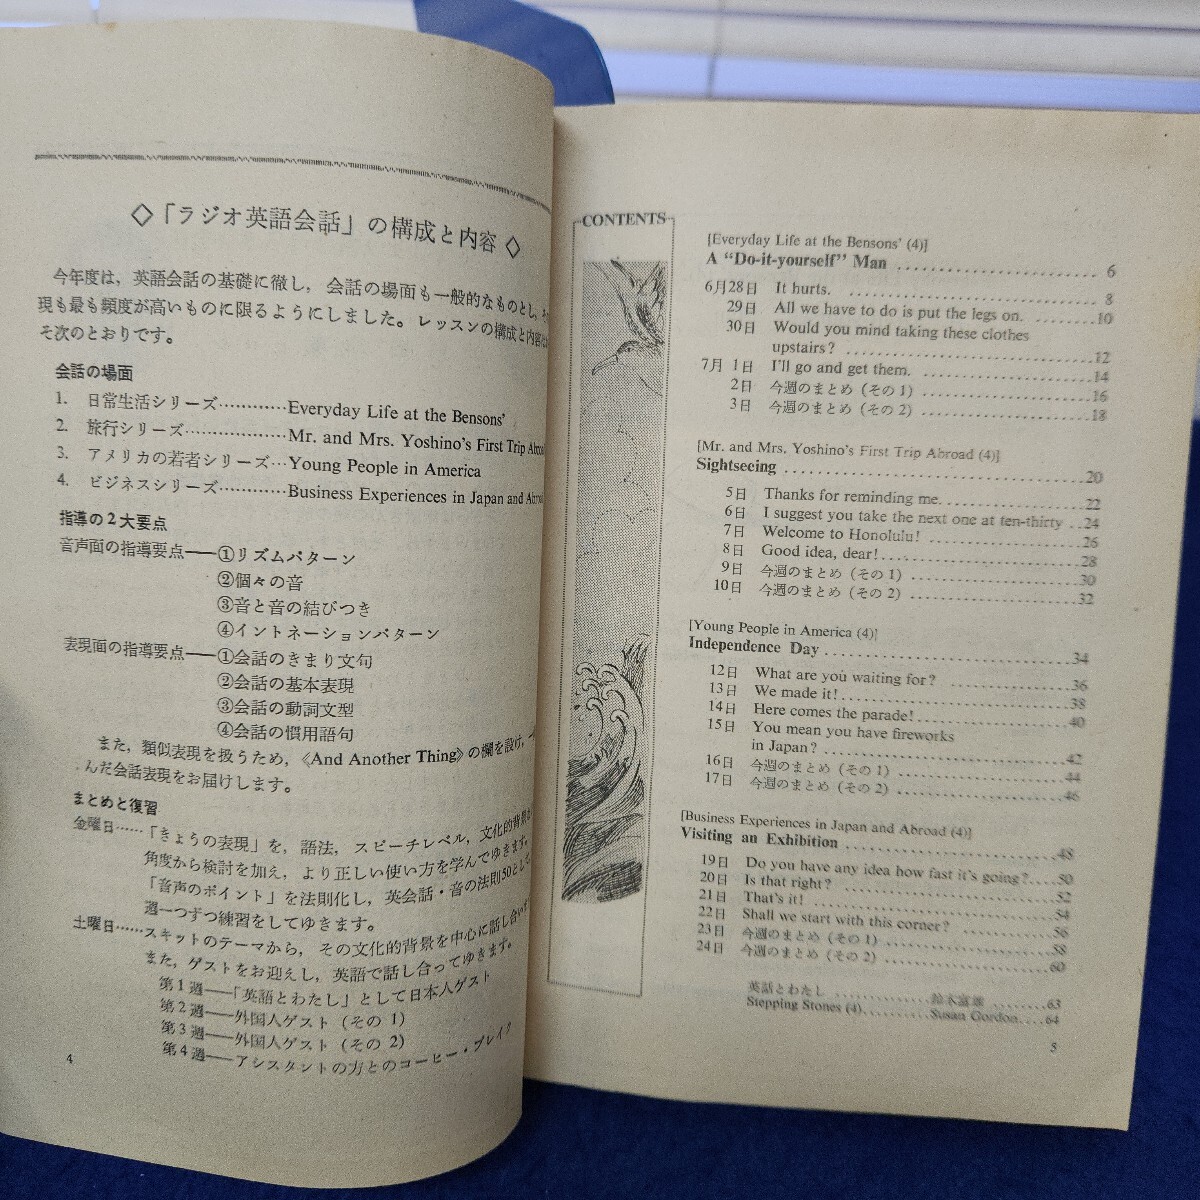 ◇「ラジオ英語会話」の構成と内容◇
今年度は，英語会話の基礎に徹し，会話の場面も一般的なものとし，
現も最も頻度が高いものに限るようにしました。レッスンの構成と内容は
そ次のとおりです。
会話の場面
1. 日常生活シリーズ…………Everyday Life at the Bensons'
2. 旅行シリーズ………………Mr. and Mrs. Yoshino's First Trip Abroad
3. アメリカの若者シリーズ…Young People in America
4. ビジネスシリーズ…………Business Experiences in Japan and Abroad
指導の2大要点
音声面の指導要点——①リズムパターン
②個々の音
③音と音の結びつき
④イントネーションパターン
表現面の指導要点——①会話のきまり文句
②会話の基本表現
③会話の動詞文型
④会話の慣用語句
また，類似表現を扱うため，《And Another Thing》の欄を設け，
んだ会話表現をお届けします。
まとめと復習
金曜日……「きょうの表現」を，語法，スピーチレベル，文化的背景
角度から検討を加え，より正しい使い方を学んでゆきます。
「音声のポイント」を法則化し，英会話・音の法則50として，
週一つずつ練習をしてゆきます。
土曜日……スキットのテーマから，その文化的背景を中心に話し合います。
また，ゲストをお迎えし，英語で話し合ってゆきます。
第1週——「英語とわたし」として日本人ゲスト
第2週——外国人ゲスト（その1）
第3週——外国人ゲスト（その2）
第4週——アシスタントの方とのコーヒー・ブレイク
4
CONTENTS
[Everyday Life at the Bensons' (4)]
A “Do-it-yourself” Man ........................ 6
6月28日 It hurts. ........................ 8
29日 All we have to do is put the legs on. ......... 10
30日 Would you mind taking these clothes
upstairs? ........................ 12
7月 1日 I'll go and get them. ........................ 14
2日 今週のまとめ（その1） ........................ 16
3日 今週のまとめ（その2） ........................ 18
[Mr. and Mrs. Yoshino's First Trip Abroad (4)]
Sightseeing ........................ 20
5日 Thanks for reminding me. ........................ 22
6日 I suggest you take the next one at ten-thirty .. 24
7日 Welcome to Honolulu! ........................ 26
8日 Good idea, dear! ........................ 28
9日 今週のまとめ（その1） ........................ 30
10日 今週のまとめ（その2） ........................ 32
[Young People in America (4)]
Independence Day ........................ 34
12日 What are you waiting for? ........................ 36
13日 We made it! ........................ 38
14日 Here comes the parade! ........................ 40
15日 You mean you have fireworks
in Japan? ........................ 42
16日 今週のまとめ（その1） ........................ 44
17日 今週のまとめ（その2） ........................ 46
[Business Experiences in Japan and Abroad (4)]
Visiting an Exhibition ........................ 48
19日 Do you have any idea how fast it's going? ..... 50
20日 Is that right? ........................ 52
21日 That's it! ........................ 54
22日 Shall we start with this corner? ........................ 56
23日 今週のまとめ（その1） ........................ 58
24日 今週のまとめ（その2） ........................ 60
英語とわたし ............... 鈴木富雄 ......... 63
Stepping Stones (4) .......... Susan Gordon .... 64
5